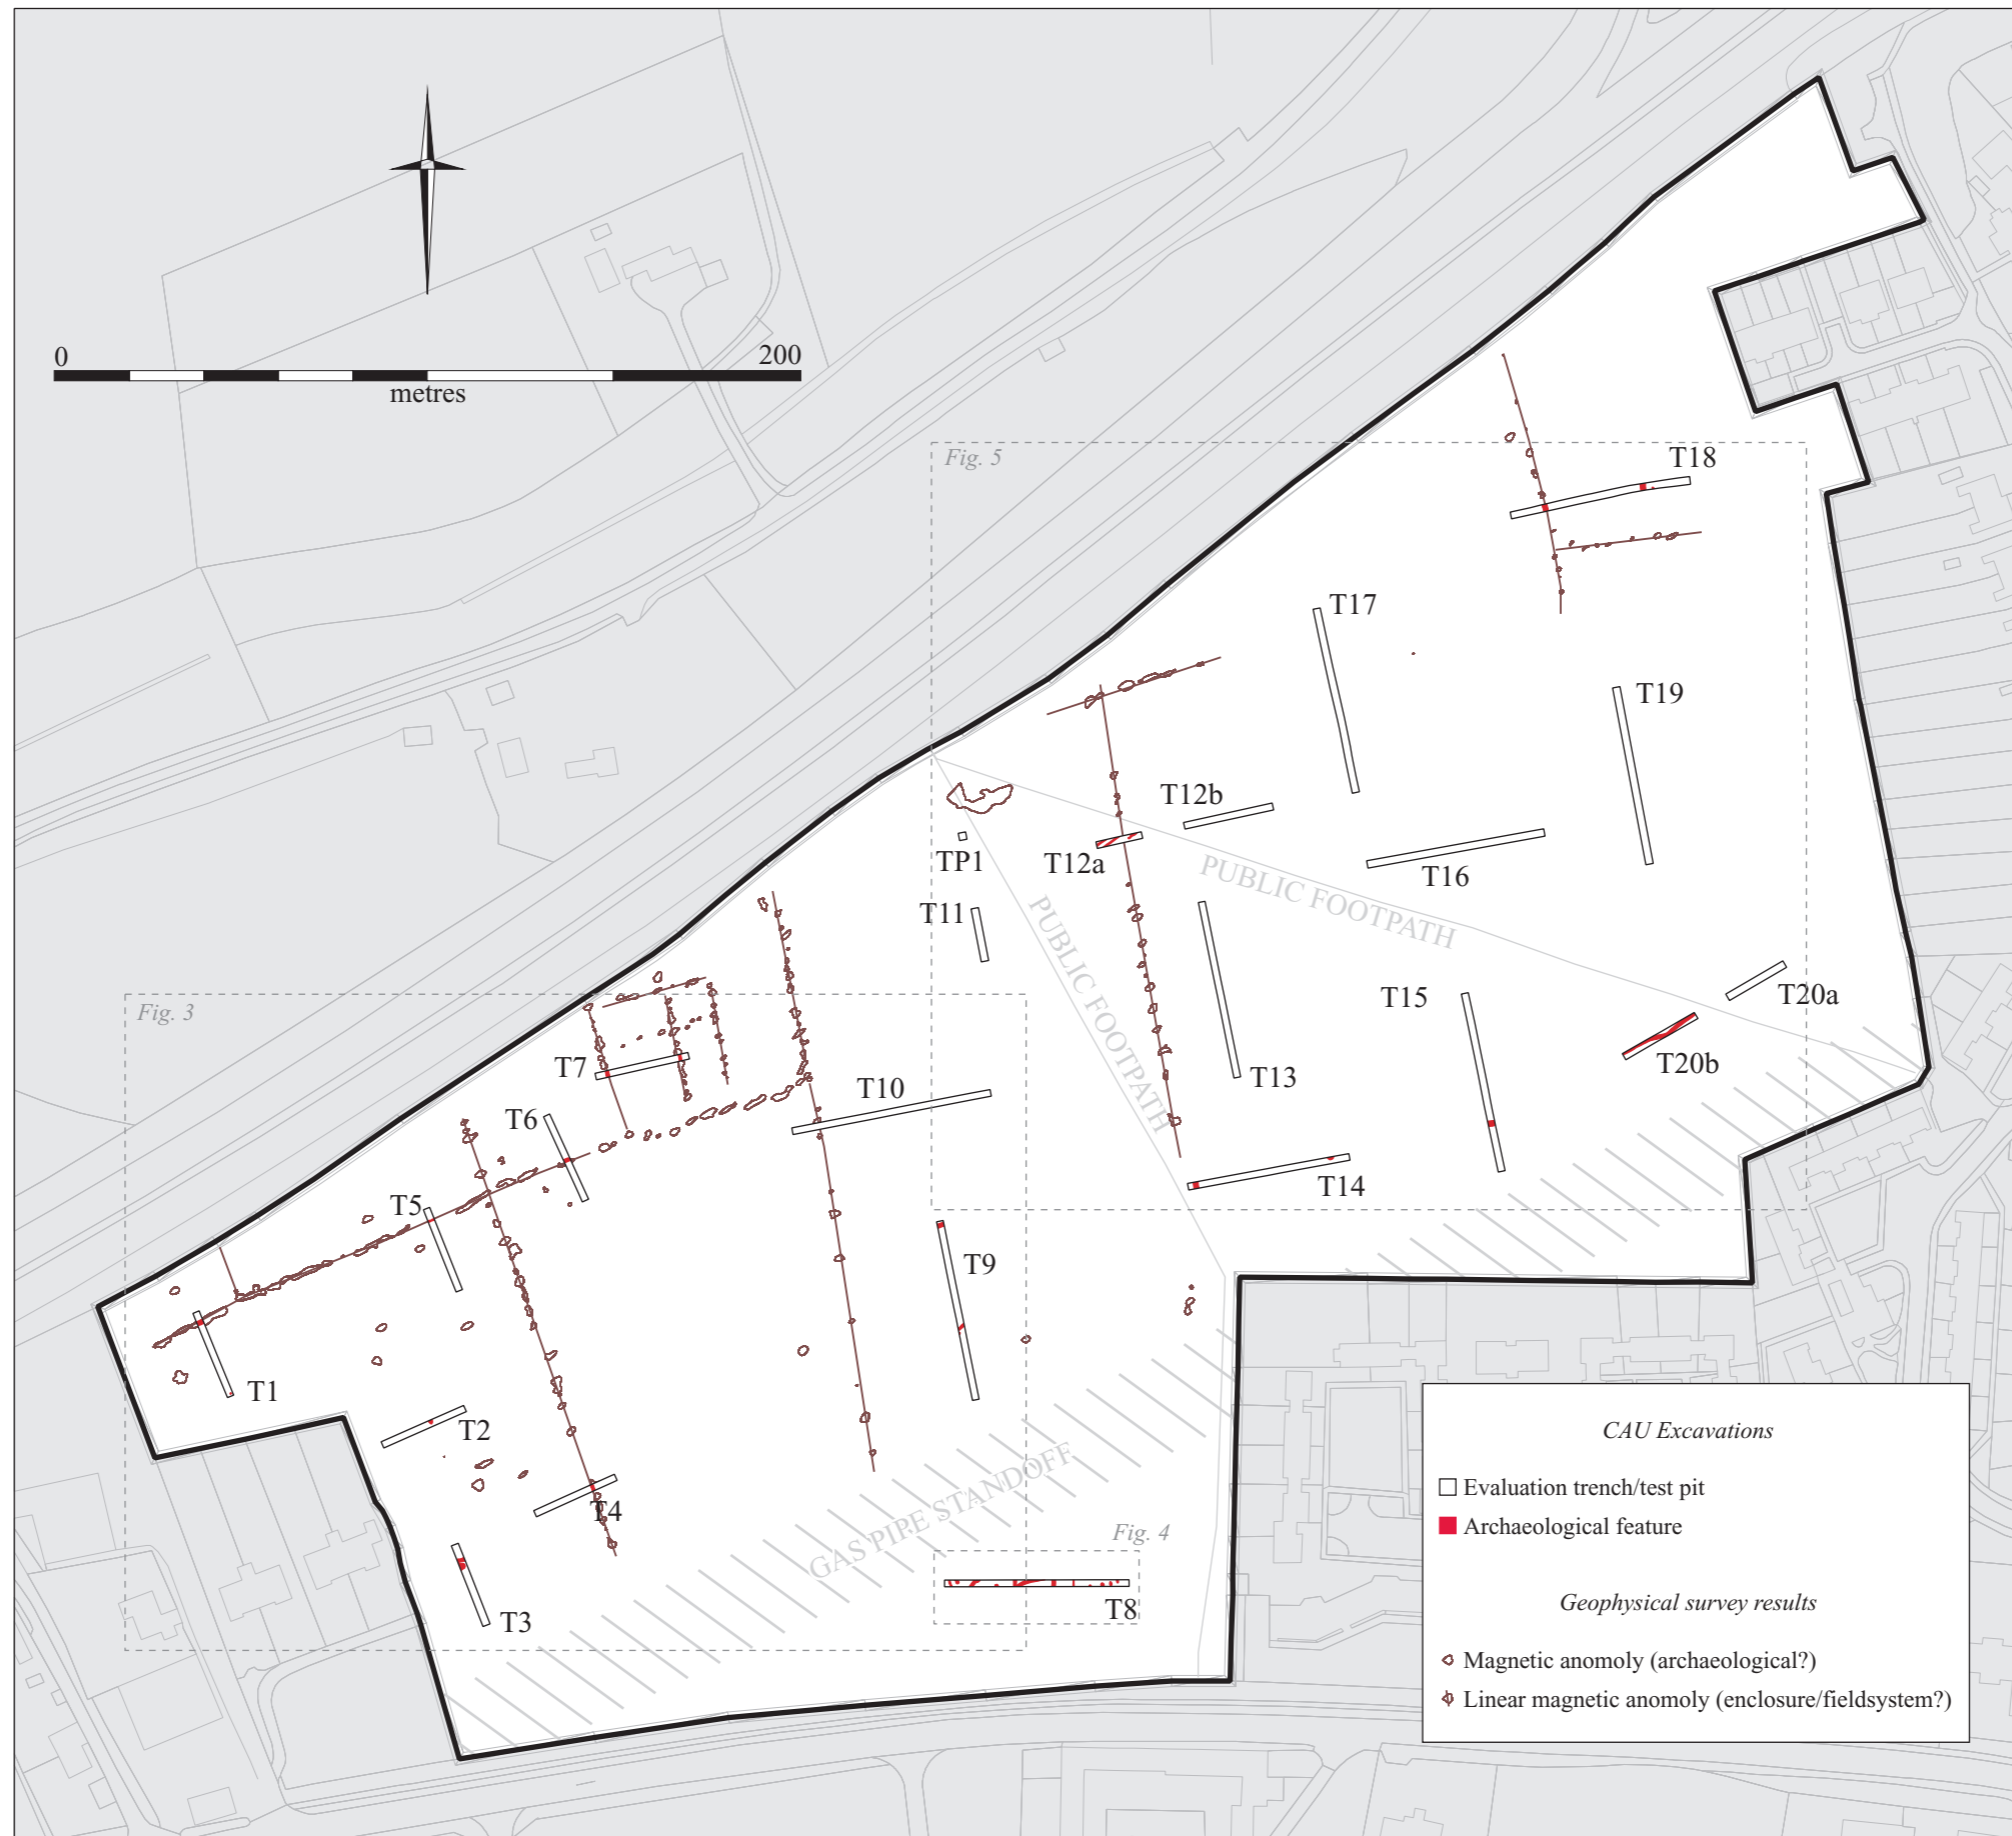 0
200
metres
Fig. 5
T18
T17
T19
T12b
TP1
T12a
PUBLIC FOOTPATH
T16
T11
PUBLIC FOOTPATH
T15
T20a
Fig. 3
T7
T10
T13
T20b
T6
T5
T14
T9
T1
T2
T4
GAS PIPE STANDOFF
Fig. 4
T3
T8
CAU Excavations
Evaluation trench/test pit
Archaeological feature
Geophysical survey results
Magnetic anomoly (archaeological?)
Linear magnetic anomoly (enclosure/fieldsystem?)